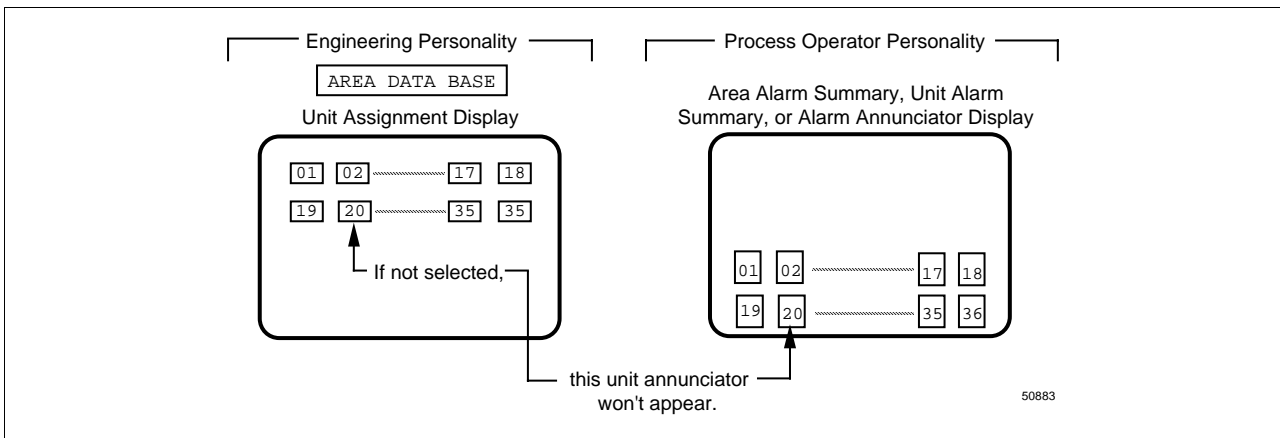 Engineering Personality
AREA DATA BASE
Unit Assignment Display
01 02 17 18
19 20 35 35
If not selected,
Process Operator Personality
Area Alarm Summary, Unit Alarm
Summary, or Alarm Annunciator Display
01 02 17 18
19 20 35 36
this unit annunciator
won't appear.
50883